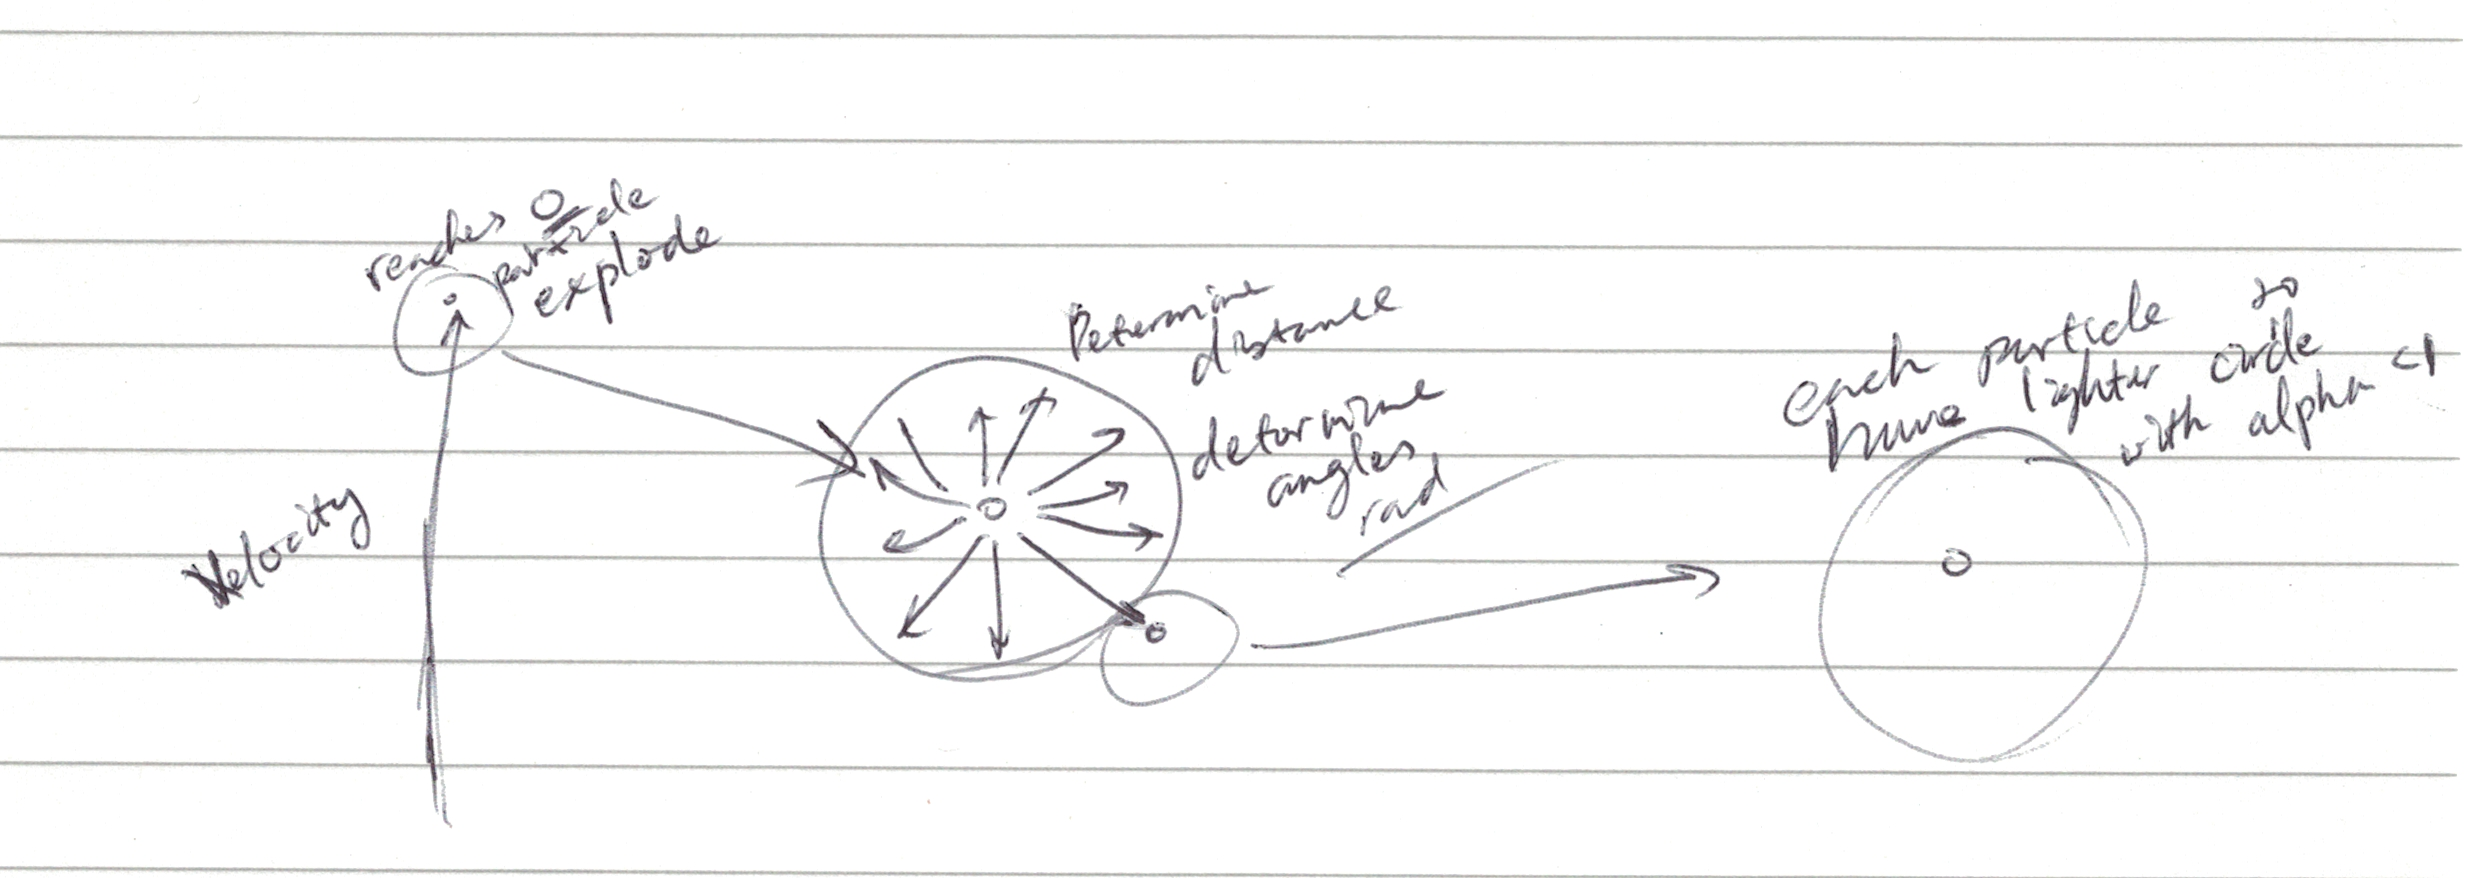 reaches 0
particle
explode
Velocity
Determine
distance
determine
angles
rad
each particle
have lighter circle
with alpha <1